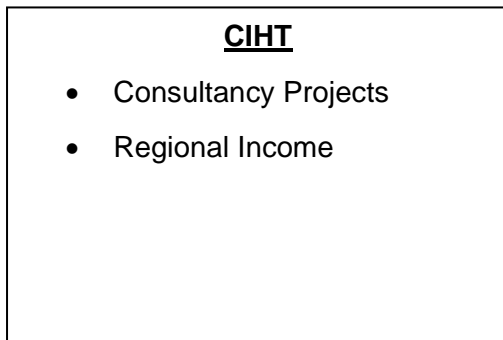 CIHT
• Consultancy Projects
• Regional Income